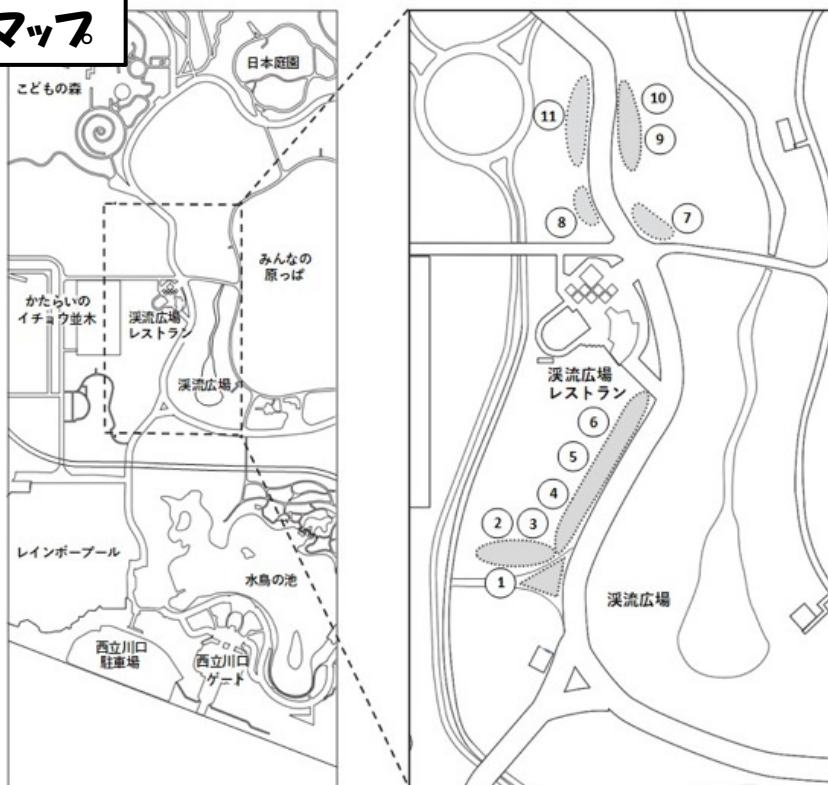 マップ
こどもの森
日本庭園
みんなの
原っぱ
かたらいの
イチョウ並木
渓流広場
レストラン
渓流広場
レインボープール
水鳥の池
西立川口
駐車場
西立川口
ゲート
11
10
9
8
7
渓流広場
レストラン
6
5
4
2
3
1
渓流広場